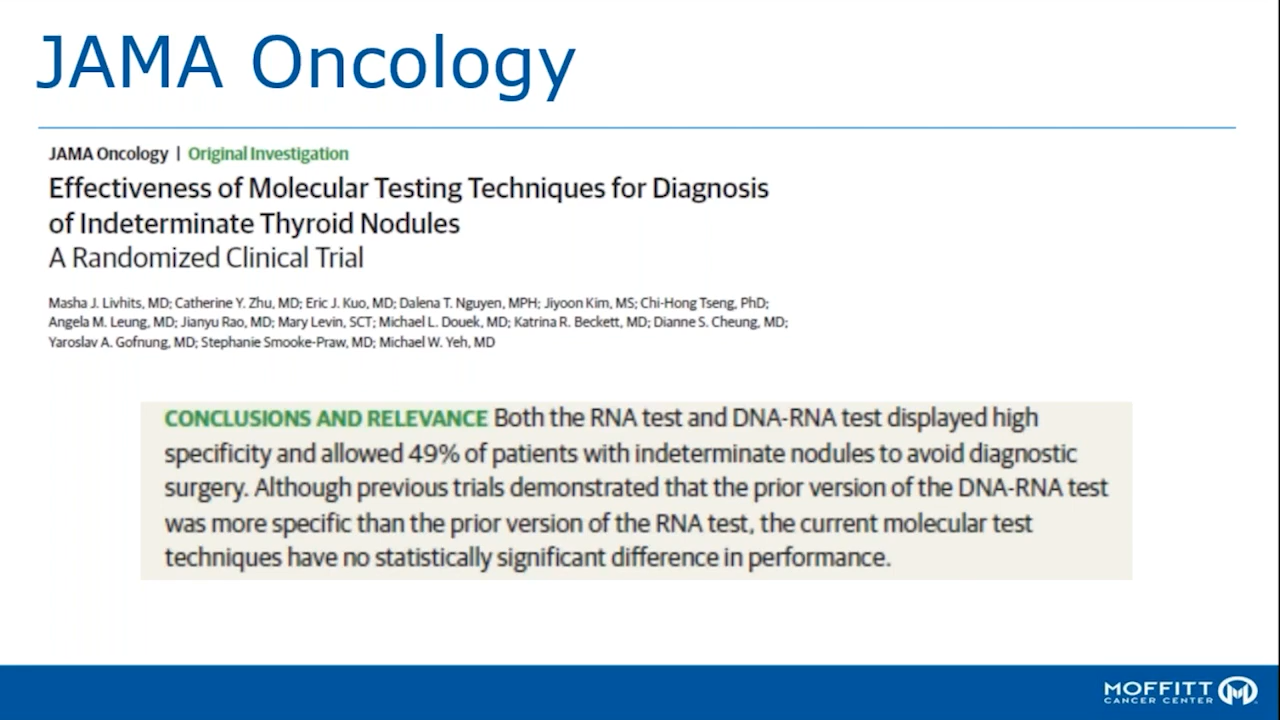 JAMA Oncology
JAMA Oncology | Original Investigation
Effectiveness of Molecular Testing Techniques for Diagnosis
of Indeterminate Thyroid Nodules
A Randomized Clinical Trial
Masha J. Livhits, MD; Catherine Y. Zhu, MD; Eric J. Kuo, MD; Dalena T. Nguyen, MPH; Jiyoon Kim, MS; Chi-Hong Tseng, PhD;
Angela M. Leung, MD; Jianyu Rao, MD; Mary Levin, SCT; Michael L. Douek, MD; Katrina R. Beckett, MD; Dianne S. Cheung, MD;
Yaroslav A. Gofnung, MD; Stephanie Smooke-Praw, MD; Michael W. Yeh, MD
CONCLUSIONS AND RELEVANCE Both the RNA test and DNA-RNA test displayed high
specificity and allowed 49% of patients with indeterminate nodules to avoid diagnostic
surgery. Although previous trials demonstrated that the prior version of the DNA-RNA test
was more specific than the prior version of the RNA test, the current molecular test
techniques have no statistically significant difference in performance.
MOFFITT
CANCER CENTER